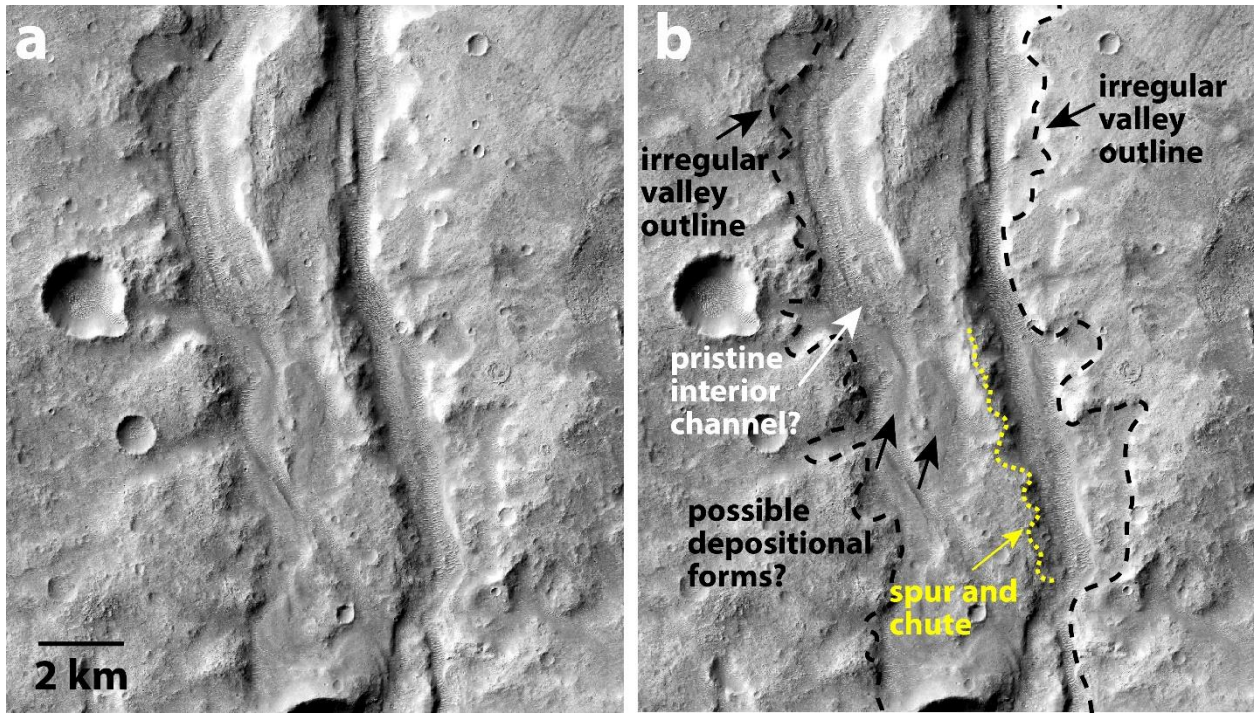 a
2 km
b
irregular
valley
outline
irregular
valley
outline
pristine
interior
channel?
possible
depositional
forms?
spur and
chute